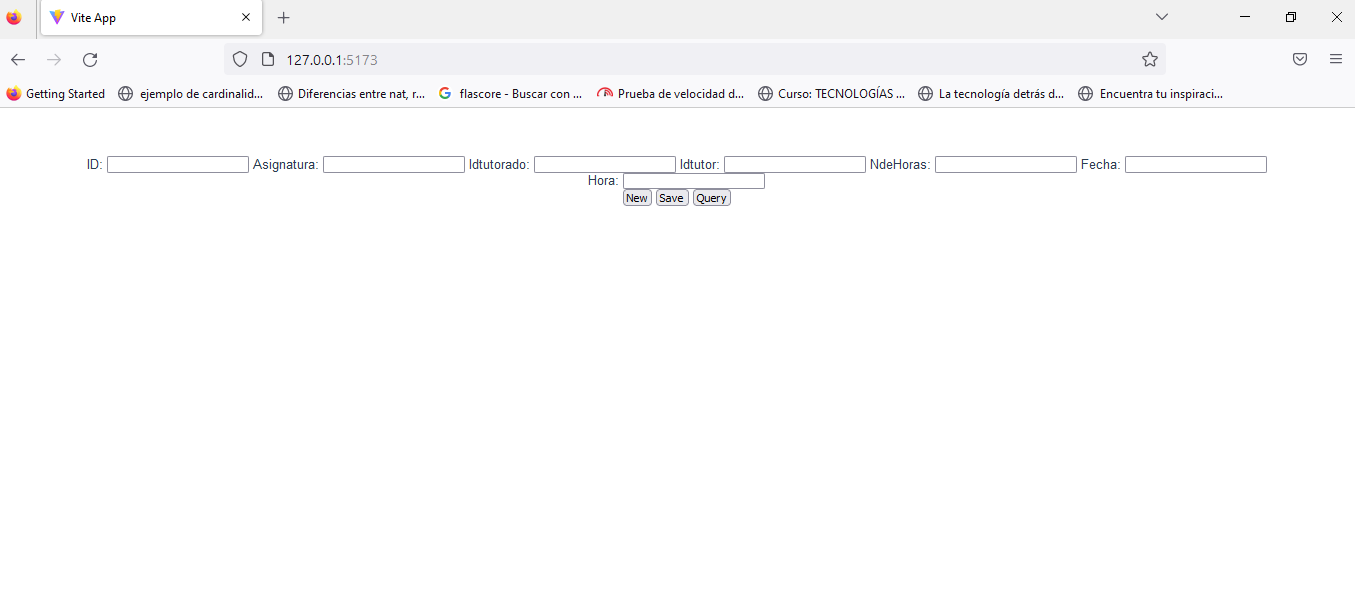 Vite App
127.0.0.1:5173
Getting Started ejemplo de cardinalid... Diferencias entre nat, r... flascore - Buscar con ... Prueba de velocidad d... Curso: TECNOLOGÍAS ... La tecnología detrás d... Encuentra tu inspiraci...
ID: Asignatura: Idtutorado: Idtutor: NdeHoras: Fecha:
Hora:
New Save Query